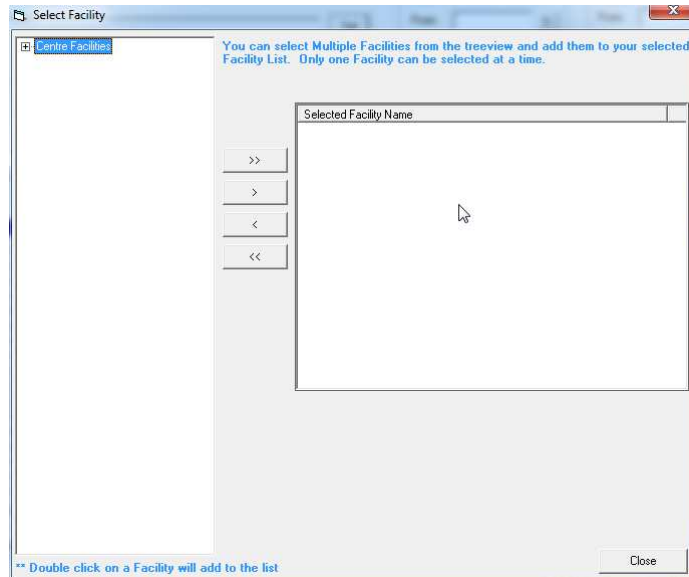 Select Facility
Centre Facilities
You can select Multiple Facilities from the treeview and add them to your selected
Facility List. Only one Facility can be selected at a time.
Selected Facility Name
>>
>
<
<<
Close
** Double click on a Facility will add to the list